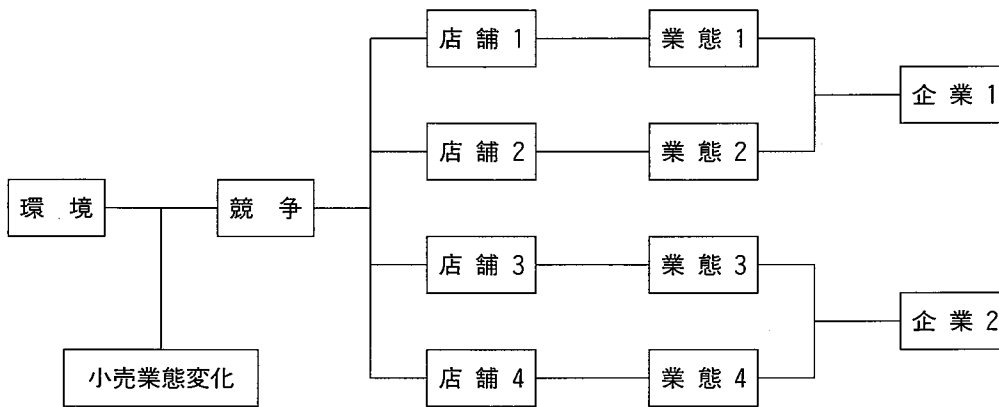 店舗1
業態1
企業1
店舗2
業態2
環境
競争
店舗3
業態3
企業2
小売業態変化
店舗4
業態4